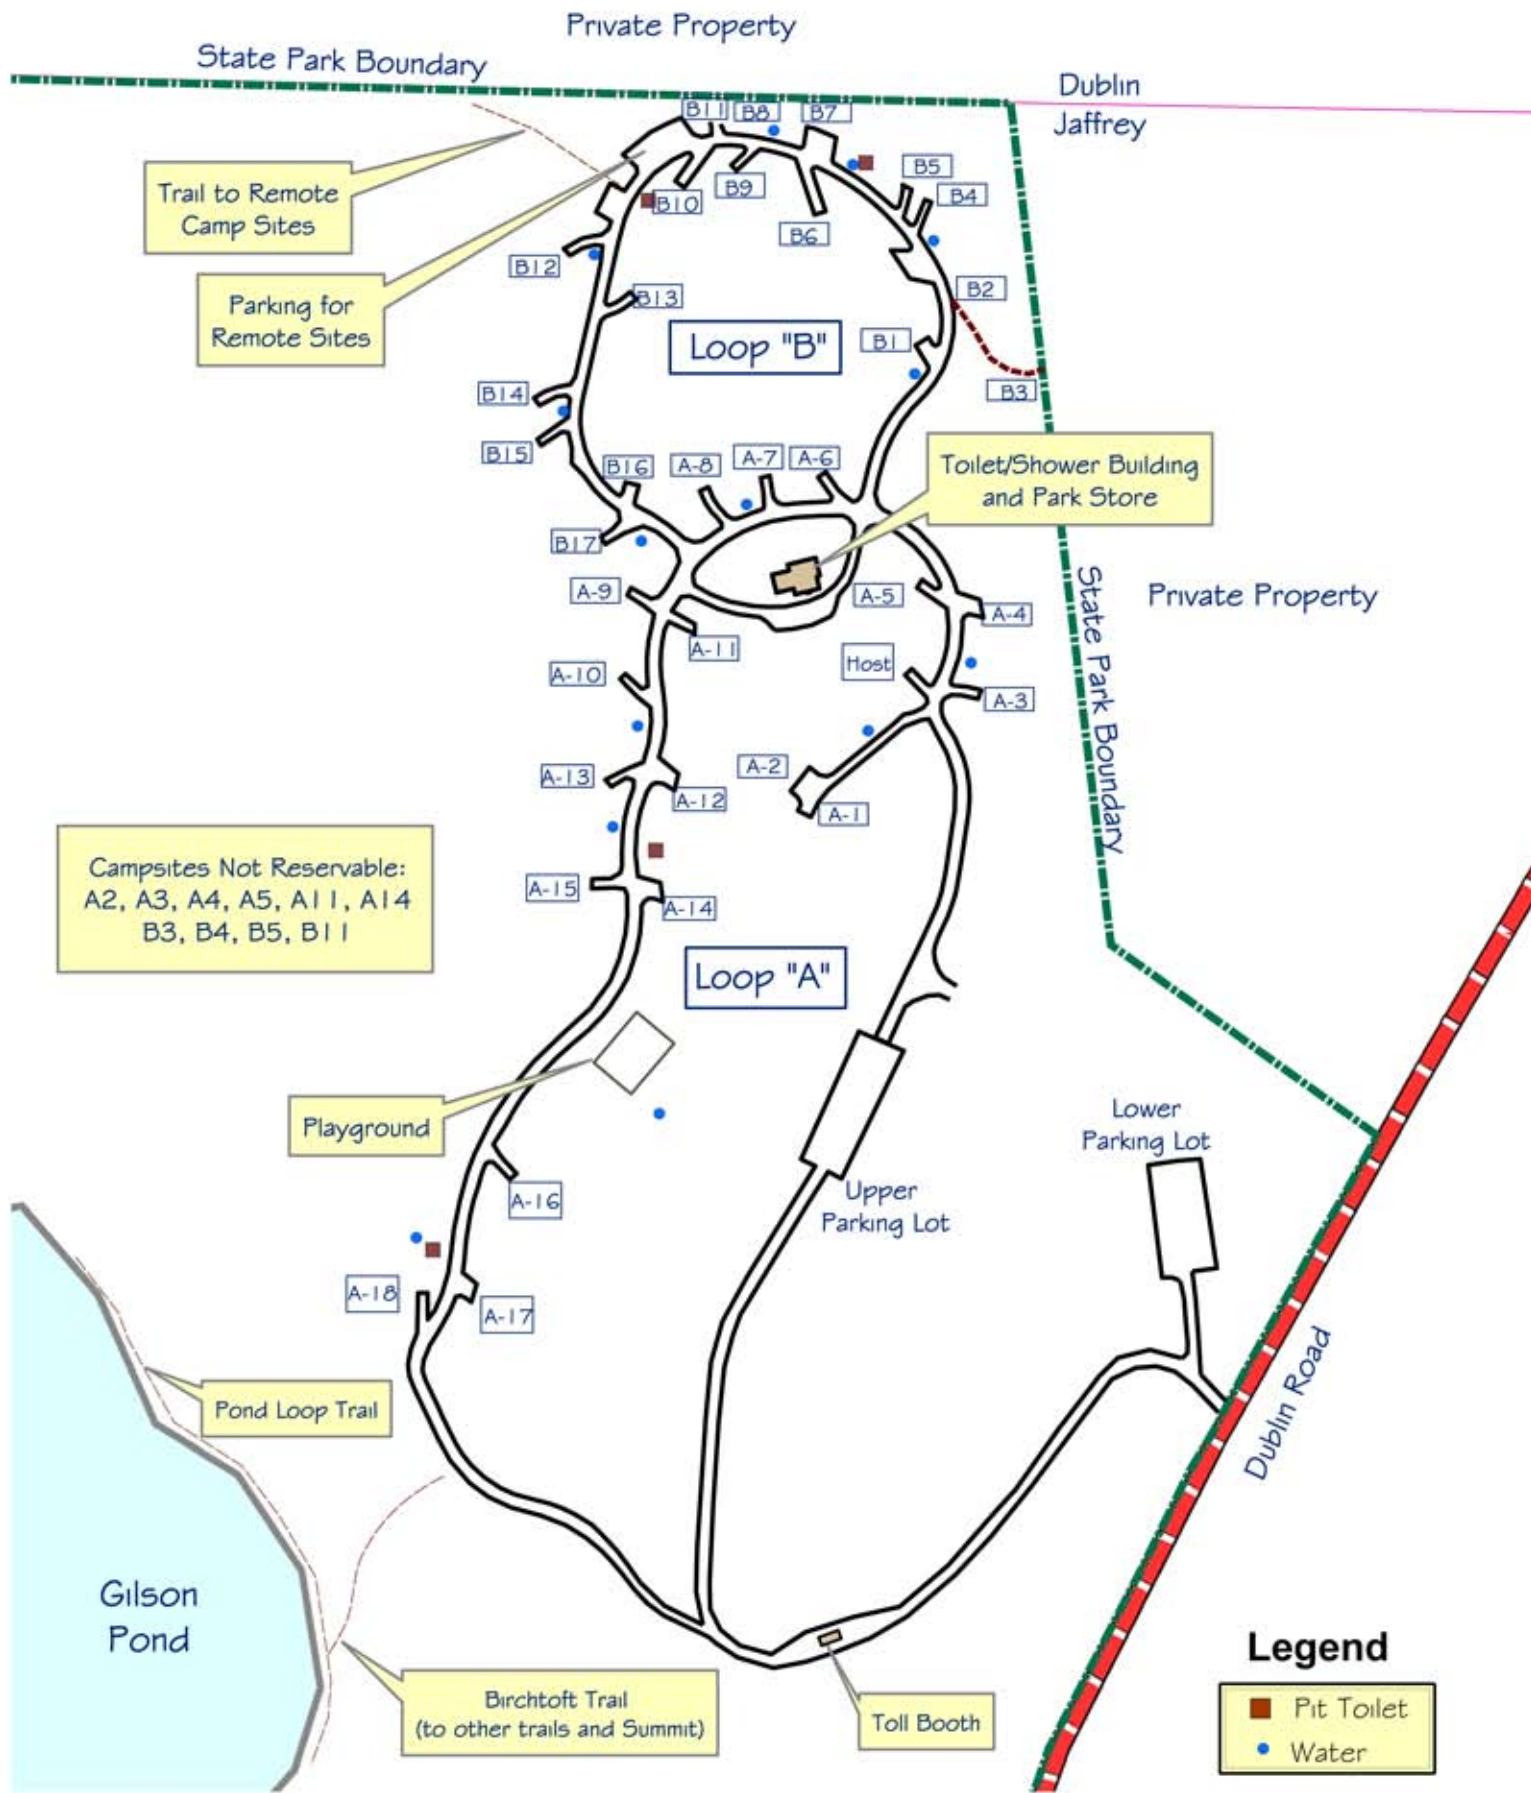 Private Property
State Park Boundary
Dublin
Jaffrey
B11
B8
B7
Trail to Remote
Camp Sites
B5
B4
B10
B9
B6
B12
B13
B2
Parking for
Remote Sites
Loop "B"
B1
B3
B14
B15
B16
A-8
A-7
A-6
Toilet/Shower Building
and Park Store
B17
A-9
A-5
A-4
State Park Boundary
Private Property
A-11
Host
A-10
A-3
A-13
A-12
A-2
A-1
Campsites Not Reservable:
A2, A3, A4, A5, A11, A14
B3, B4, B5, B11
A-15
A-14
Loop "A"
Playground
Lower
Parking Lot
A-16
Upper
Parking Lot
A-18
A-17
Pond Loop Trail
Dublin Road
Gilson
Pond
Birchtoft Trail
(to other trails and Summit)
Toll Booth
Legend
Pit Toilet
Water